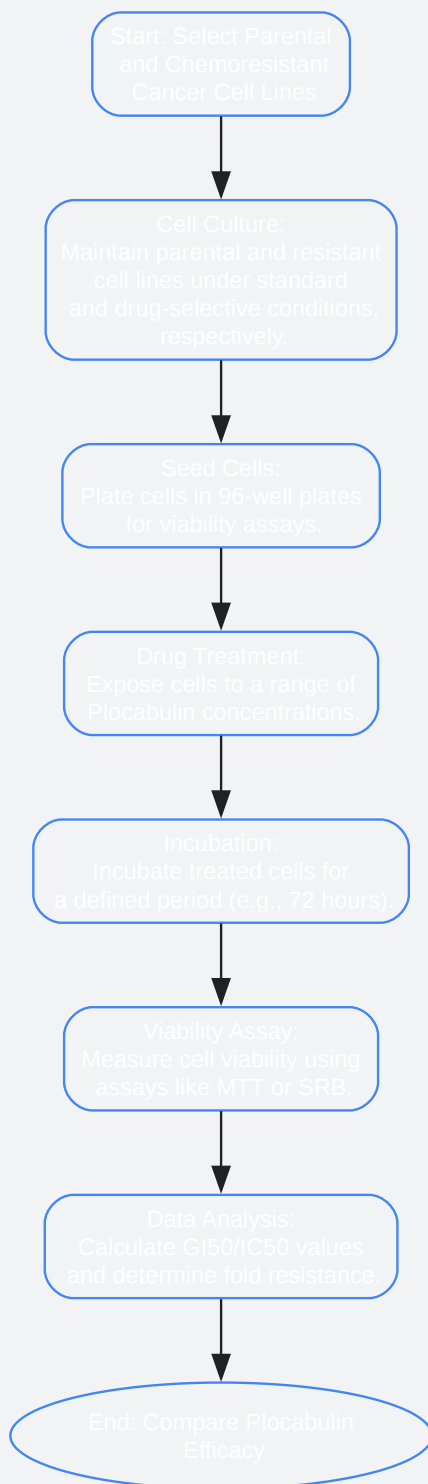 Start: Select Parental
and Chemoresistant
Cancer Cell Lines
Cell Culture:
Maintain parental and resistant
cell lines under standard
and drug-selective conditions,
respectively.
Seed Cells:
Plate cells in 96-well plates
for viability assays.
Drug Treatment:
Expose cells to a range of
Plocabulin concentrations.
Incubation:
Incubate treated cells for
a defined period (e.g., 72 hours).
Viability Assay:
Measure cell viability using
assays like MTT or SRB.
Data Analysis:
Calculate GI50/IC50 values
and determine fold resistance.
End: Compare Plocabulin
Efficacy